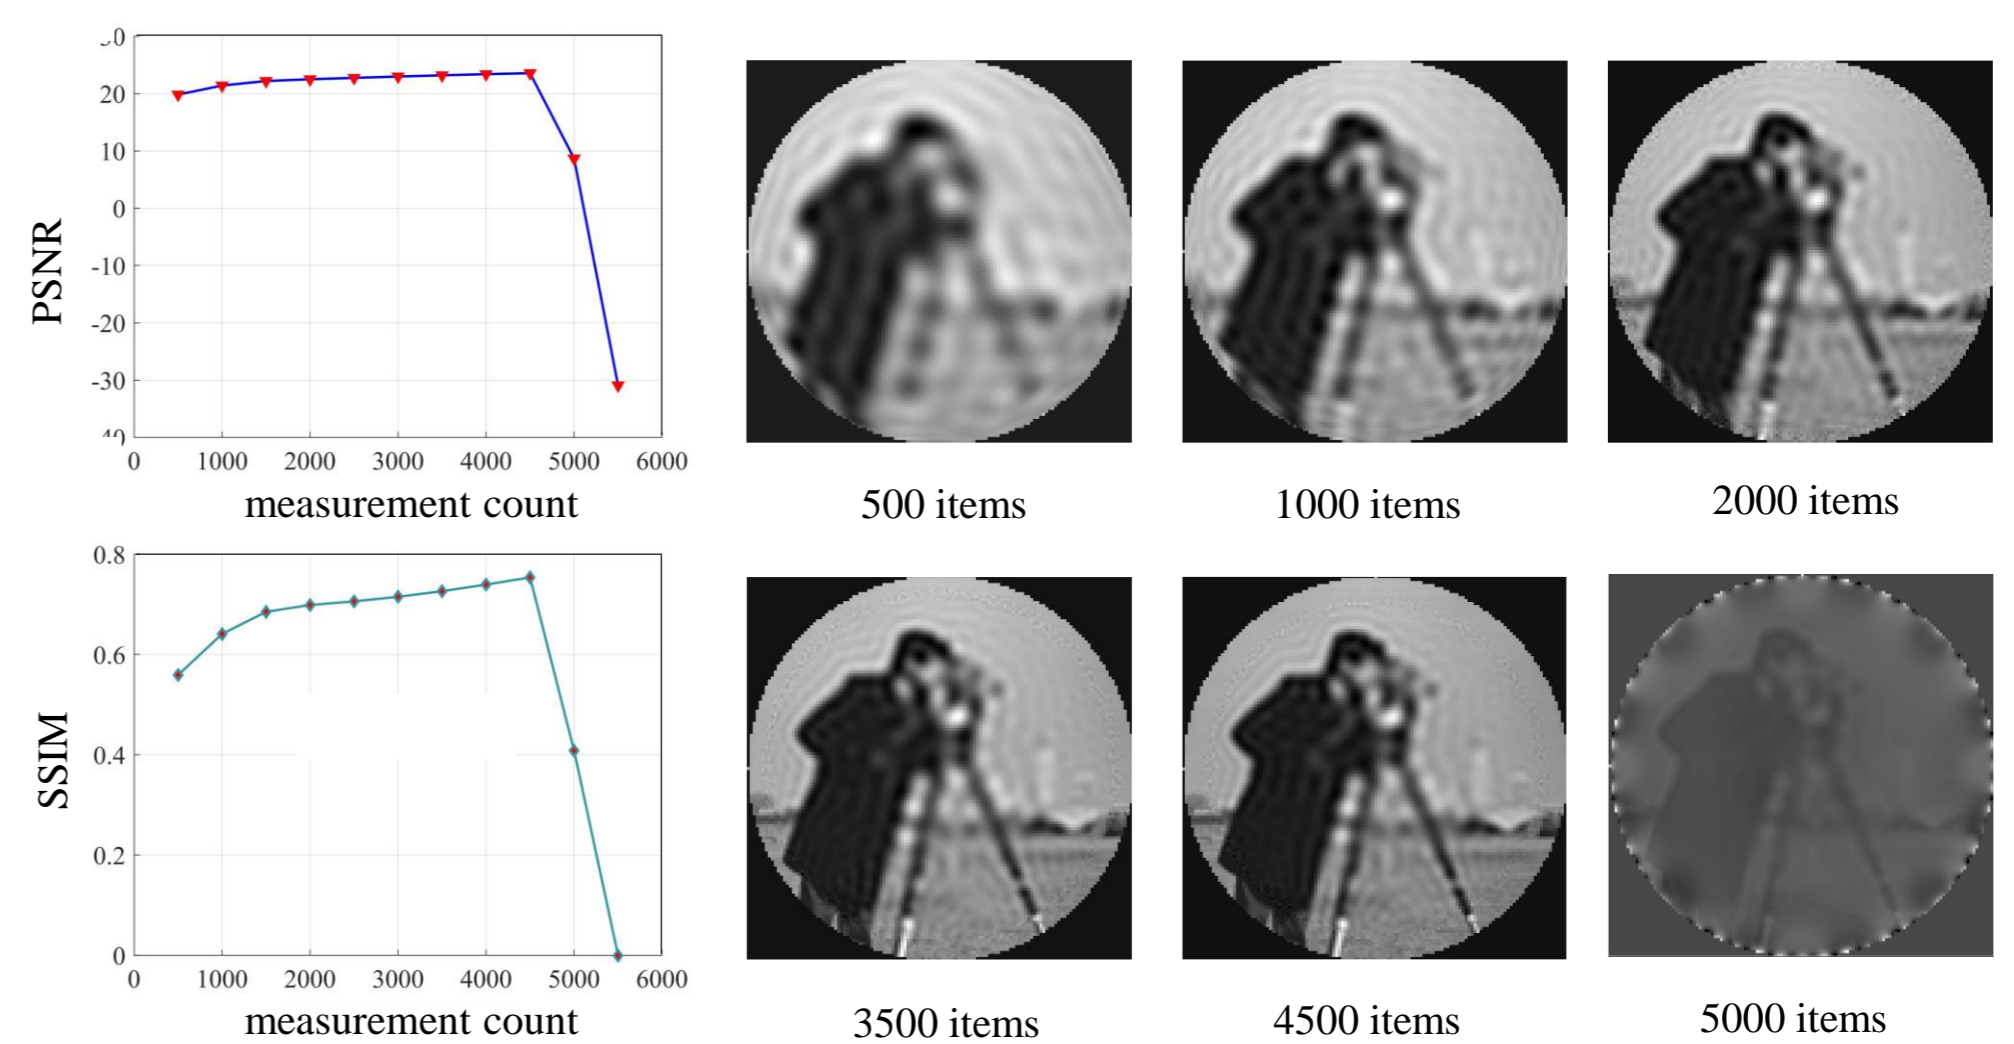 PSNR
20
10
0
-10
-20
-30
0 1000 2000 3000 4000 5000 6000
measurement count
500 items
1000 items
2000 items
SSIM
0.8
0.6
0.4
0.2
0
0 1000 2000 3000 4000 5000 6000
measurement count
3500 items
4500 items
5000 items